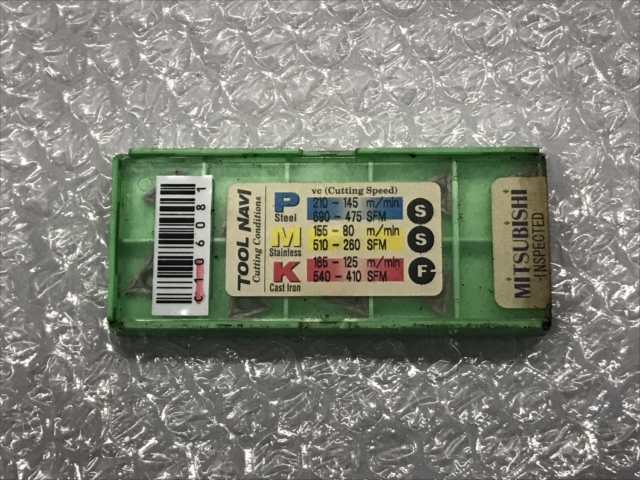 C106081
TOOL NAVI
Cutting Conditions
vc (Cutting Speed)
P
Steel
210 - 145 m/min
690 - 475 SFM
S
M
Stainless
155 - 80 m/min
510 - 260 SFM
S
K
Cast Iron
165 - 125 m/min
540 - 410 SFM
F
MITSUBISHI
INSPECTED